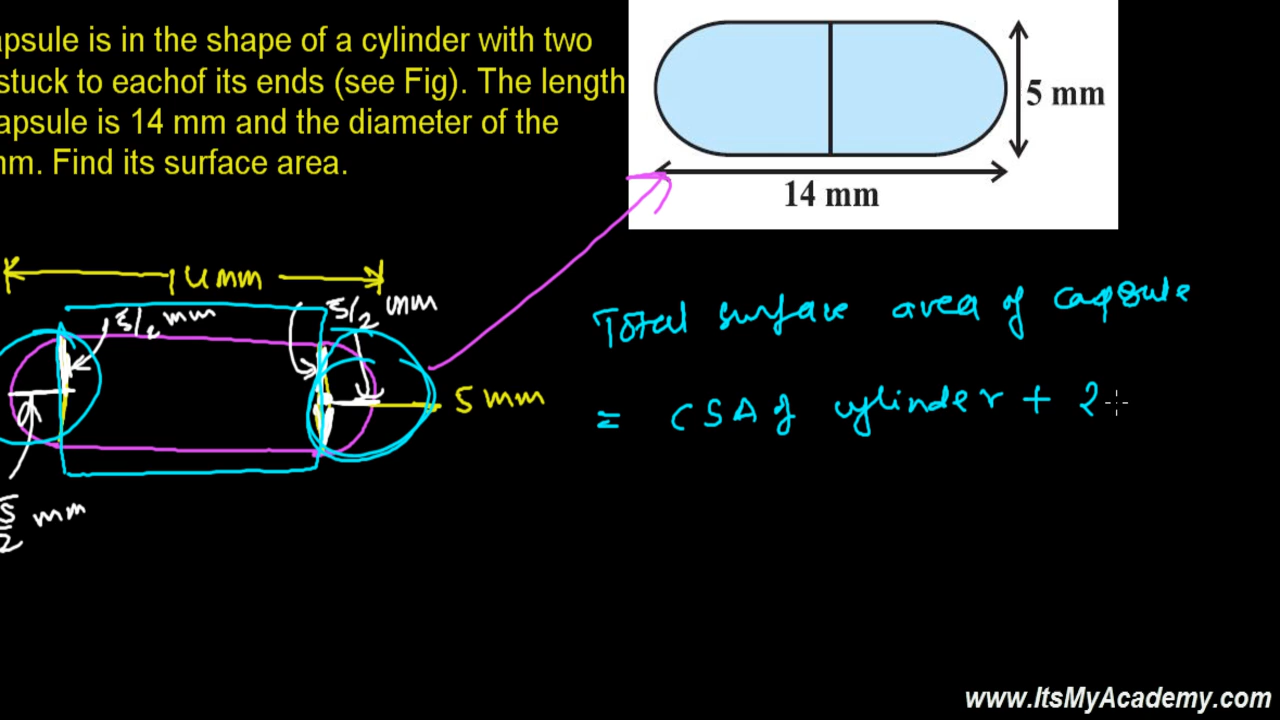 apsule is in the shape of a cylinder with two
stuck to eachof its ends (see Fig). The length
apsule is 14 mm and the diameter of the
nm. Find its surface area.
5 mm
14 mm
14 mm
5/2 mm
5/2 mm
5 mm
5/2 mm
Total surface area of capsule
= CSA of cylinder + 2
www.ItsMyAcademy.com